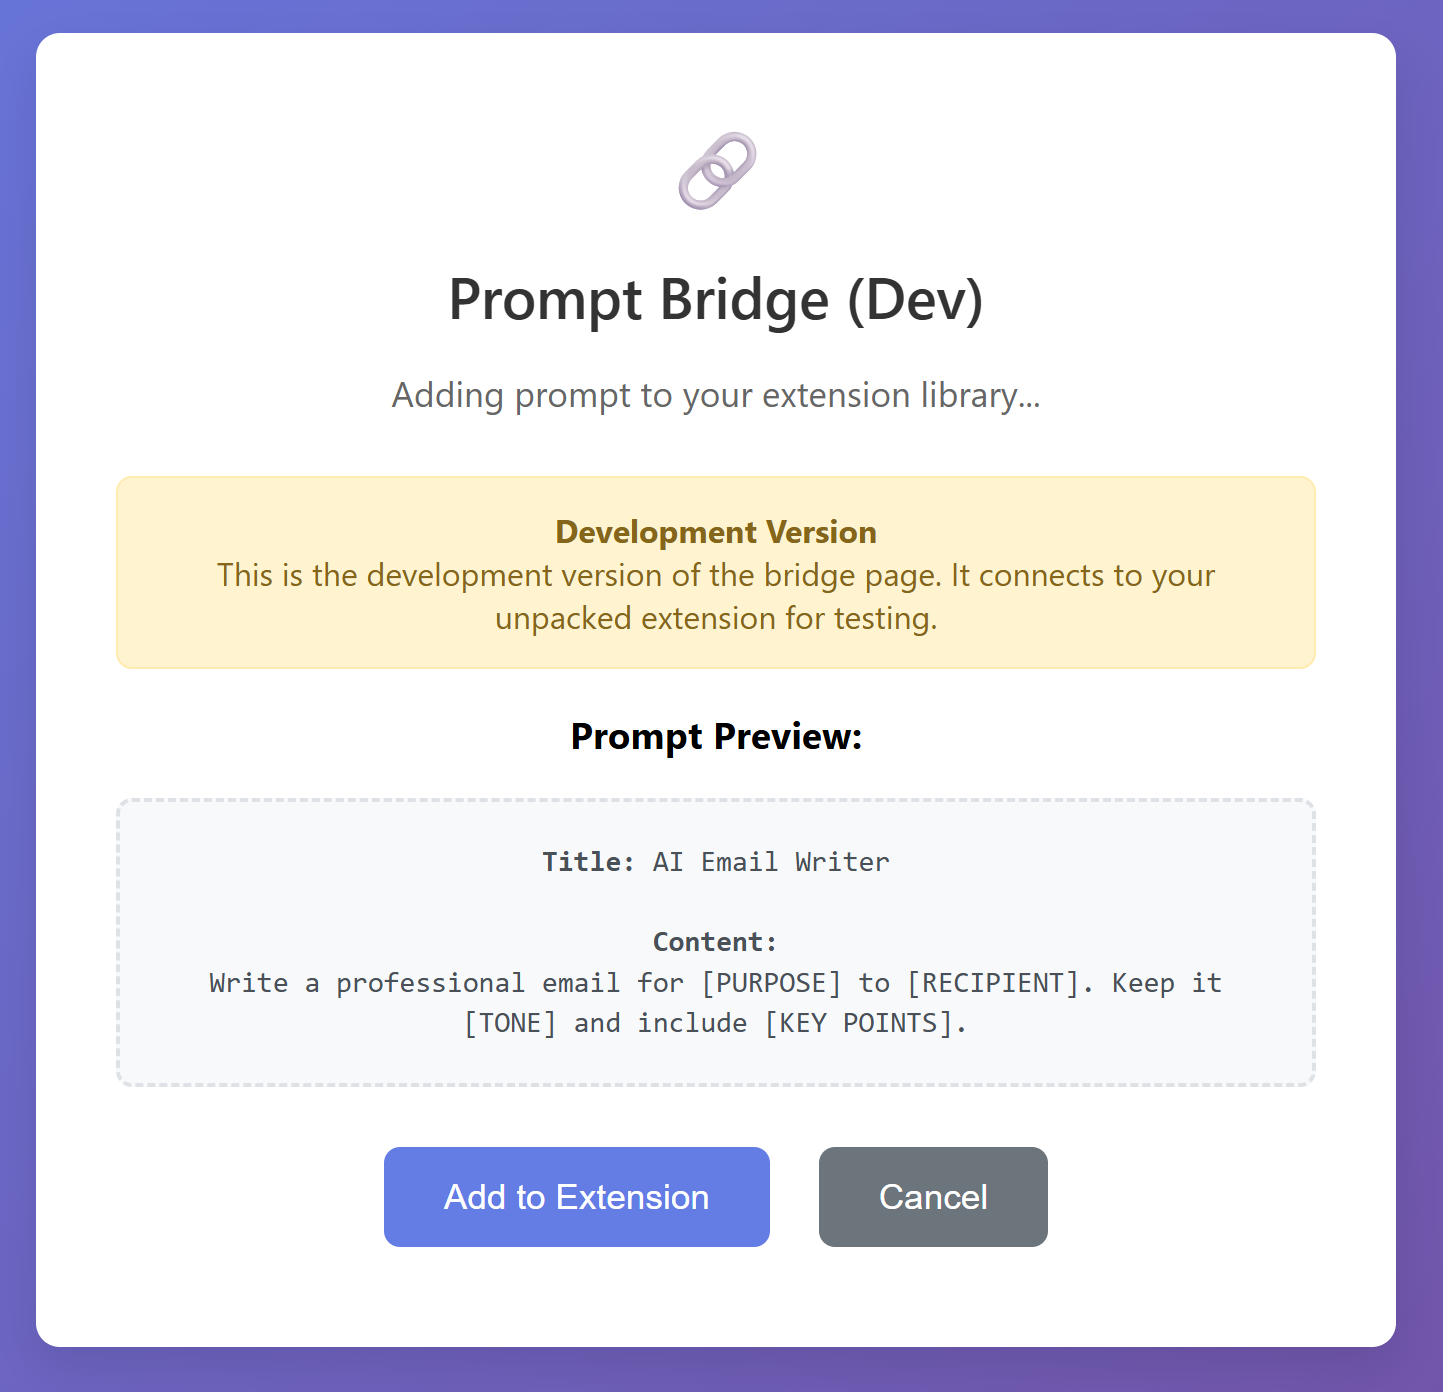 Prompt Bridge (Dev)
Adding prompt to your extension library...
Development Version
This is the development version of the bridge page. It connects to your
unpacked extension for testing.
Prompt Preview:
Title: AI Email Writer
Content:
Write a professional email for [PURPOSE] to [RECIPIENT]. Keep it
[TONE] and include [KEY POINTS].
Add to Extension
Cancel